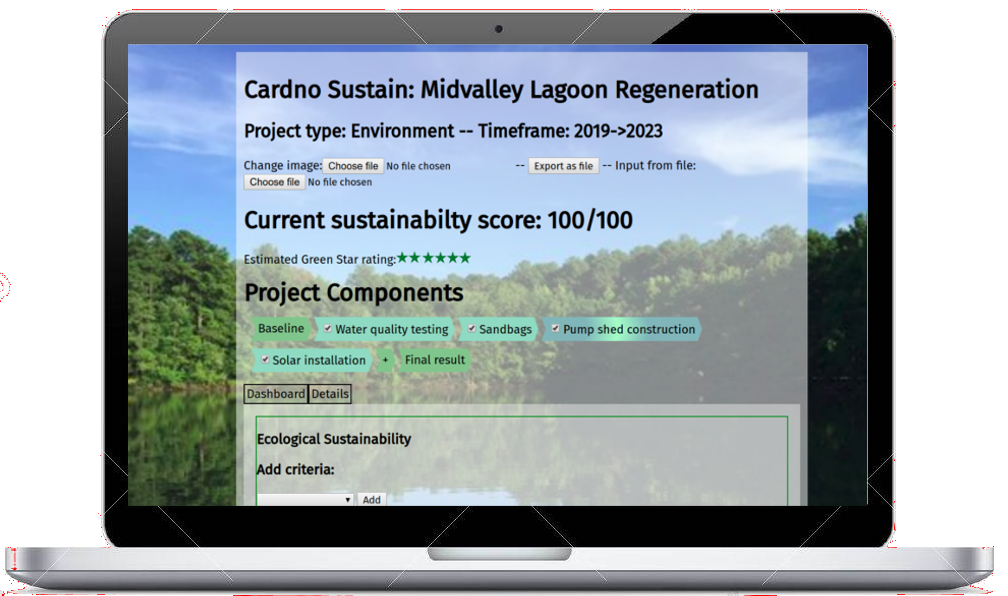 Cardno Sustain: Midvalley Lagoon Regeneration
Project type: Environment -- Timeframe: 2019->2023
Change image: Choose file No file chosen -- Export as file -- Input from file:
Choose file No file chosen
Current sustainabilty score: 100/100
Estimated Green Star rating:★★★★★★
Project Components
Baseline Water quality testing Sandbags Pump shed construction
Solar installation + Final result
Dashboard Details
Ecological Sustainability
Add criteria:
Add